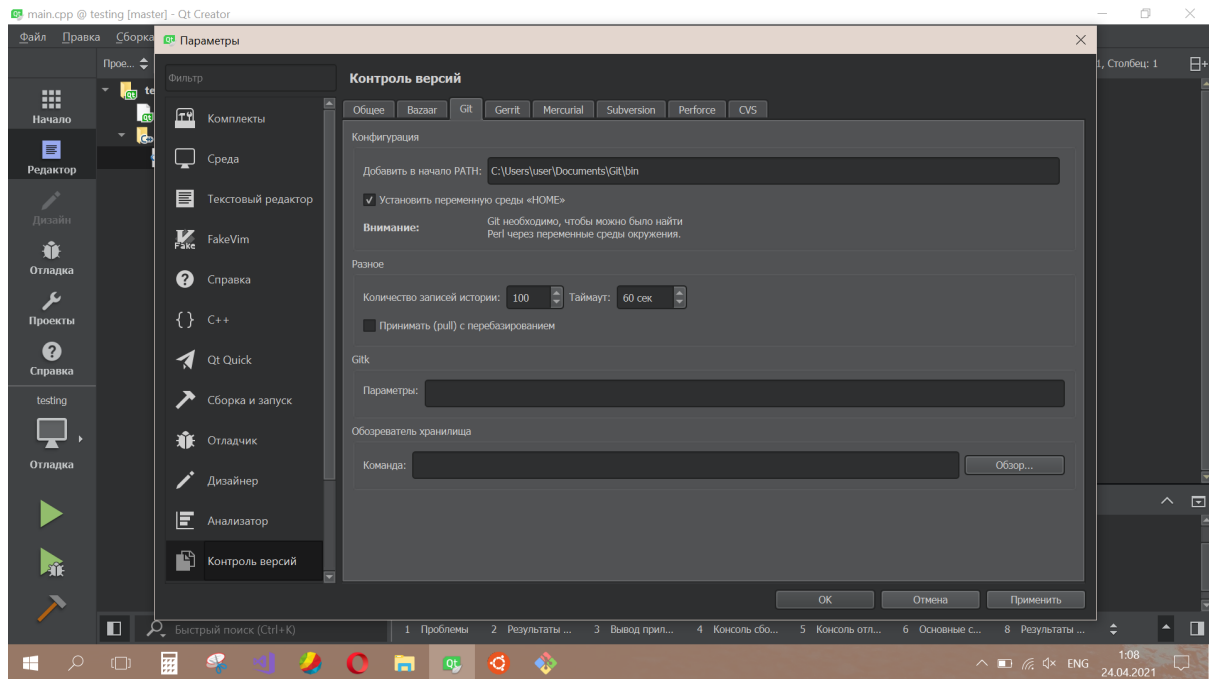 main.cpp @ testing [master] - Qt Creator
Файл Правка Сборка
Параметры
Прое...
1, Столбец: 1
Фильтр
Контроль версий
te
Начало
Редактор
Дизайн
Отладка
Проекты
Справка
testing
Отладка
Комплекты
Среда
Текстовый редактор
FakeVim
Справка
C++
Qt Quick
Сборка и запуск
Отладчик
Дизайнер
Анализатор
Контроль версий
Общее Bazaar Git Gerrit Mercurial Subversion Perforce CVS
Конфигурация
Добавить в начало PATH: C:\Users\user\Documents\Git\bin
Установить переменную среды «HOME»
Внимание: Git необходимо, чтобы можно было найти
Perl через переменные среды окружения.
Разное
Количество записей истории: 100 Таймаут: 60 сек
Принимать (pull) с перебазированием
Gitk
Параметры:
Обозреватель хранилища
Команда: Обзор...
OK Отмена Применить
Быстрый поиск (Ctrl+K) 1 Проблемы 2 Результаты ... 3 Вывод прил... 4 Консоль сбо... 5 Консоль отл... 6 Основные с... 8 Результаты ...
ENG 1:08
24.04.2021